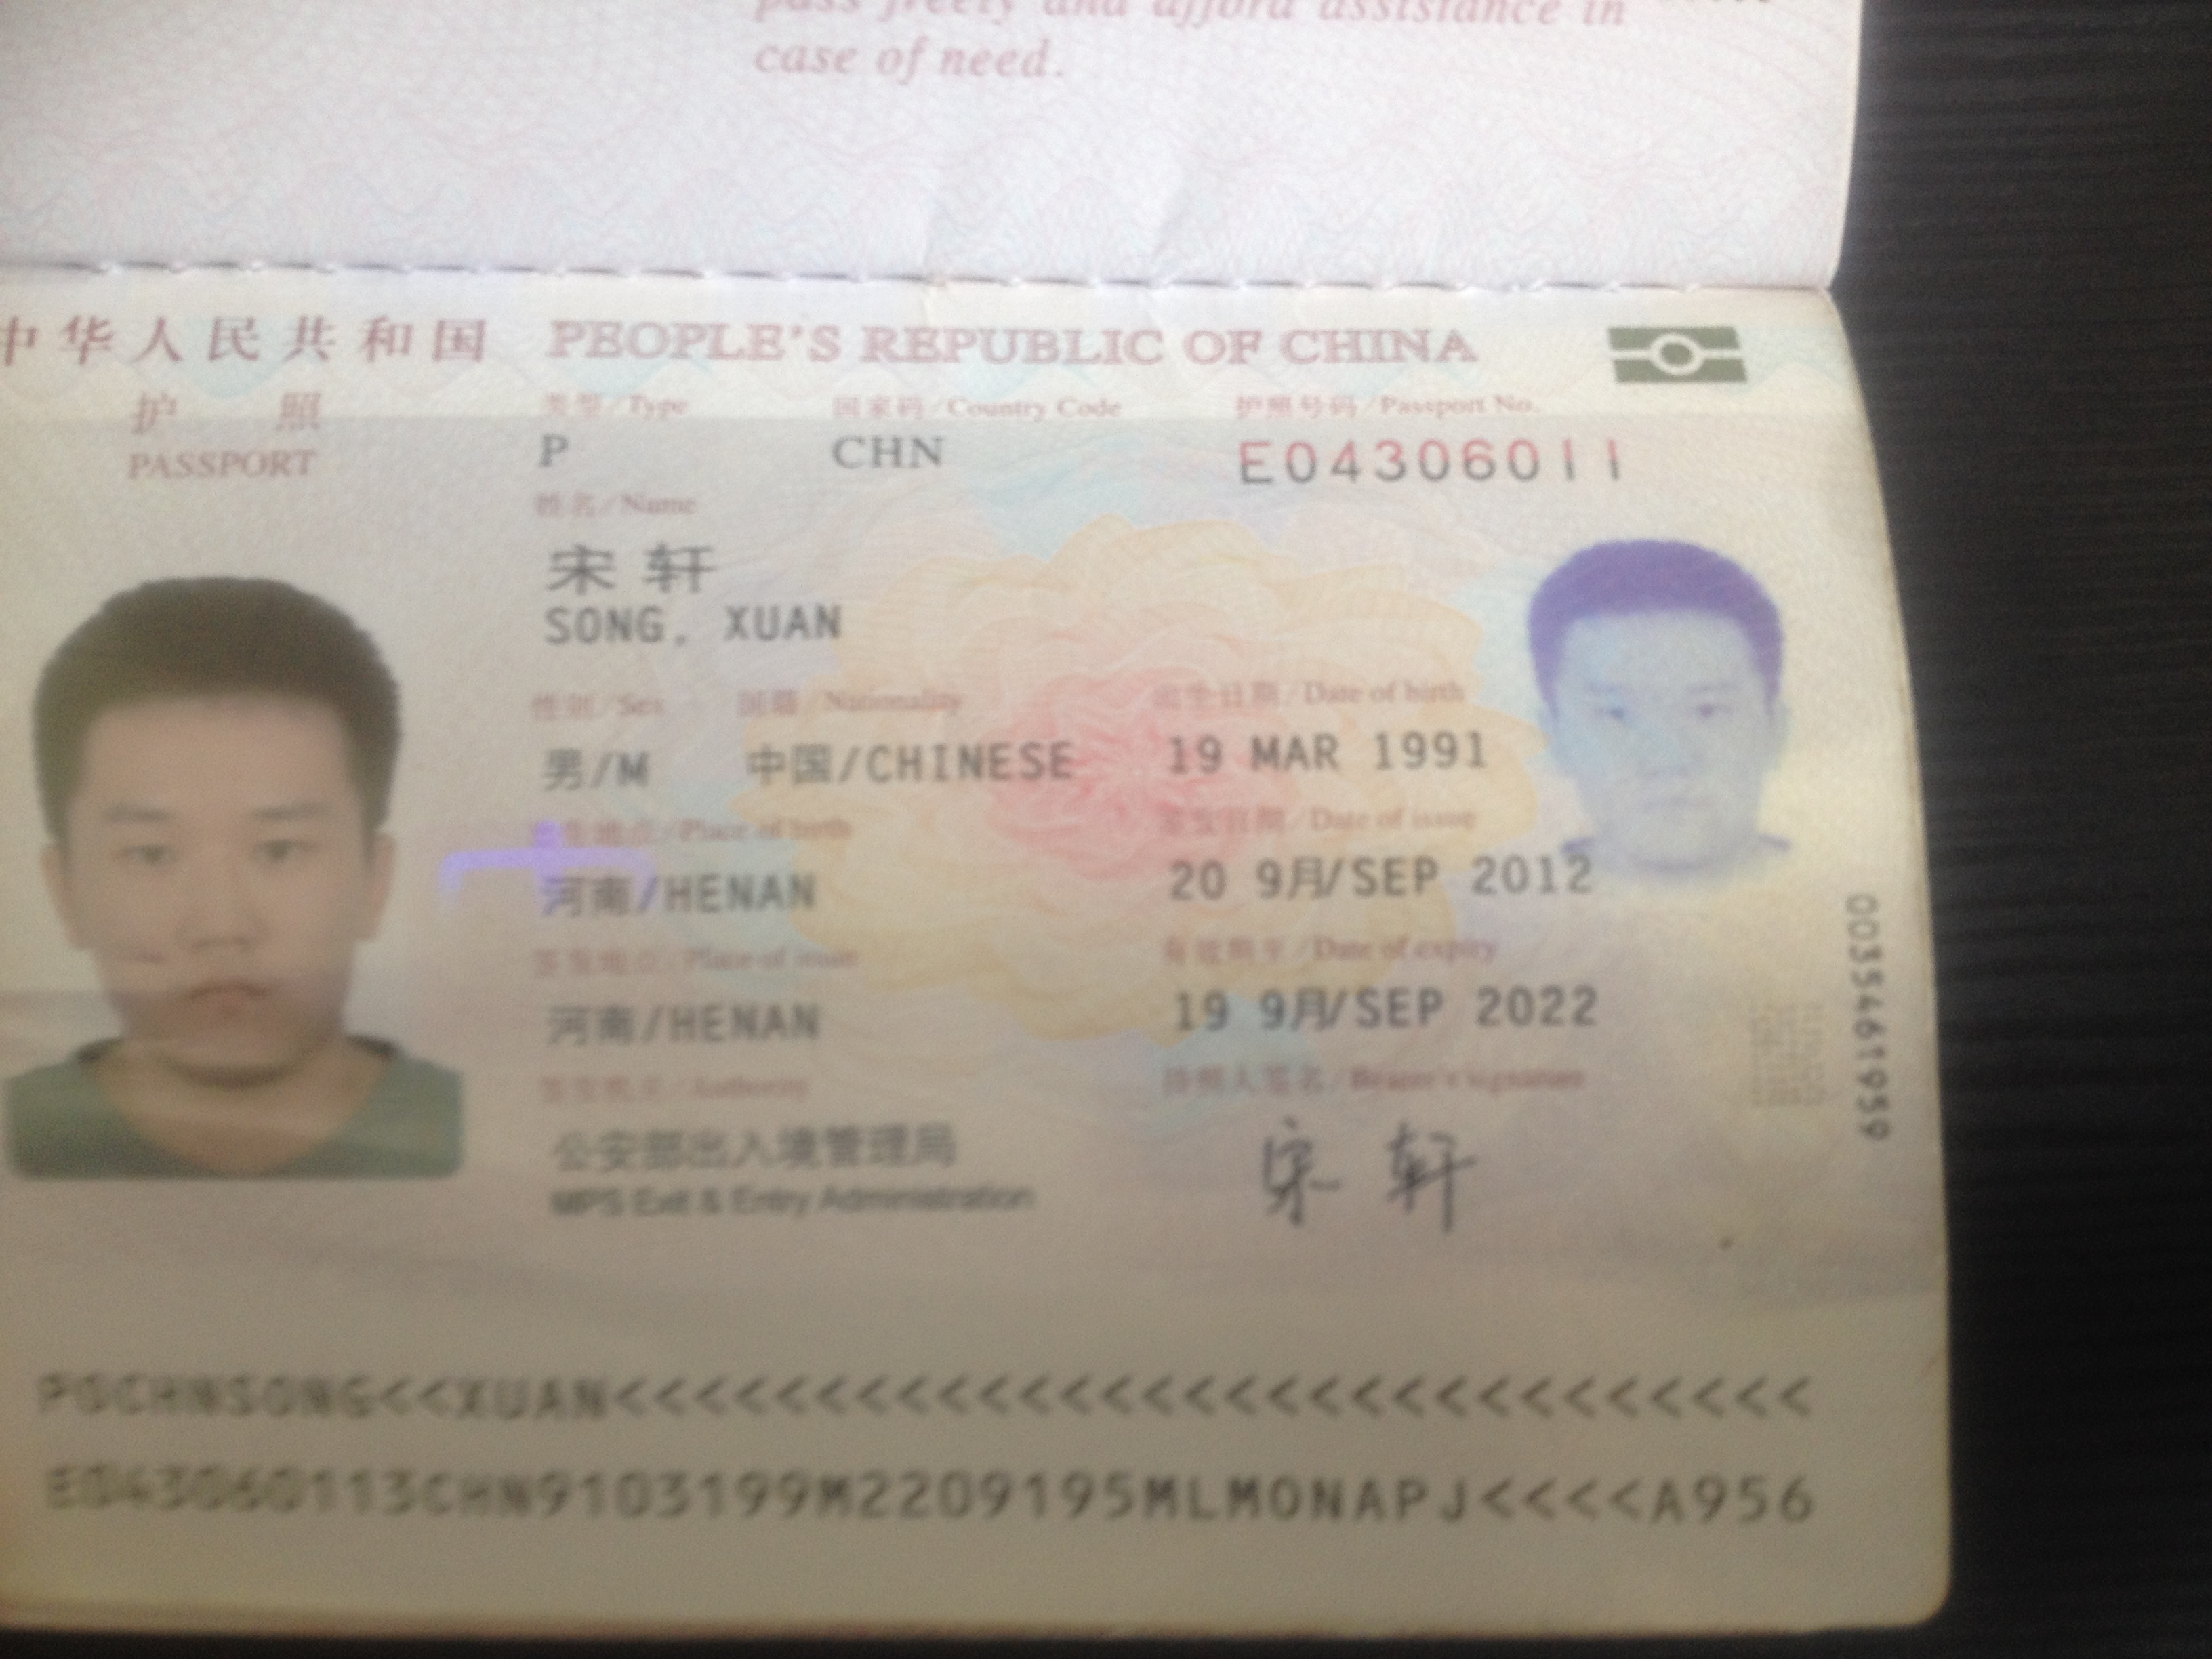 pass freely and afford assistance in
case of need.
中华人民共和国 PEOPLE'S REPUBLIC OF CHINA
护 照 类型/Type 国家码/Country Code 护照号码/Passport No.
PASSPORT P CHN E04306011
姓名/Name
宋轩
SONG, XUAN
性别/Sex 国籍/Nationality 出生日期/Date of birth
男/M 中国/CHINESE 19 MAR 1991
出生地点/Place of birth 签发日期/Date of issue
河南/HENAN 20 9月/SEP 2012
签发地点/Place of issue 有效期至/Date of expiry
河南/HENAN 19 9月/SEP 2022
签发机关/Authority 持照人签名/Bearer's signature
公安部出入境管理局 宋轩
MPS Exit & Entry Administration
003546195​9
POCHNSONG<<XUAN<<<<<<<<<<<<<<<<<<<<<<<<<<<<<
E043060113CHN9103199M2209195MLMONAPJ<<<<A956